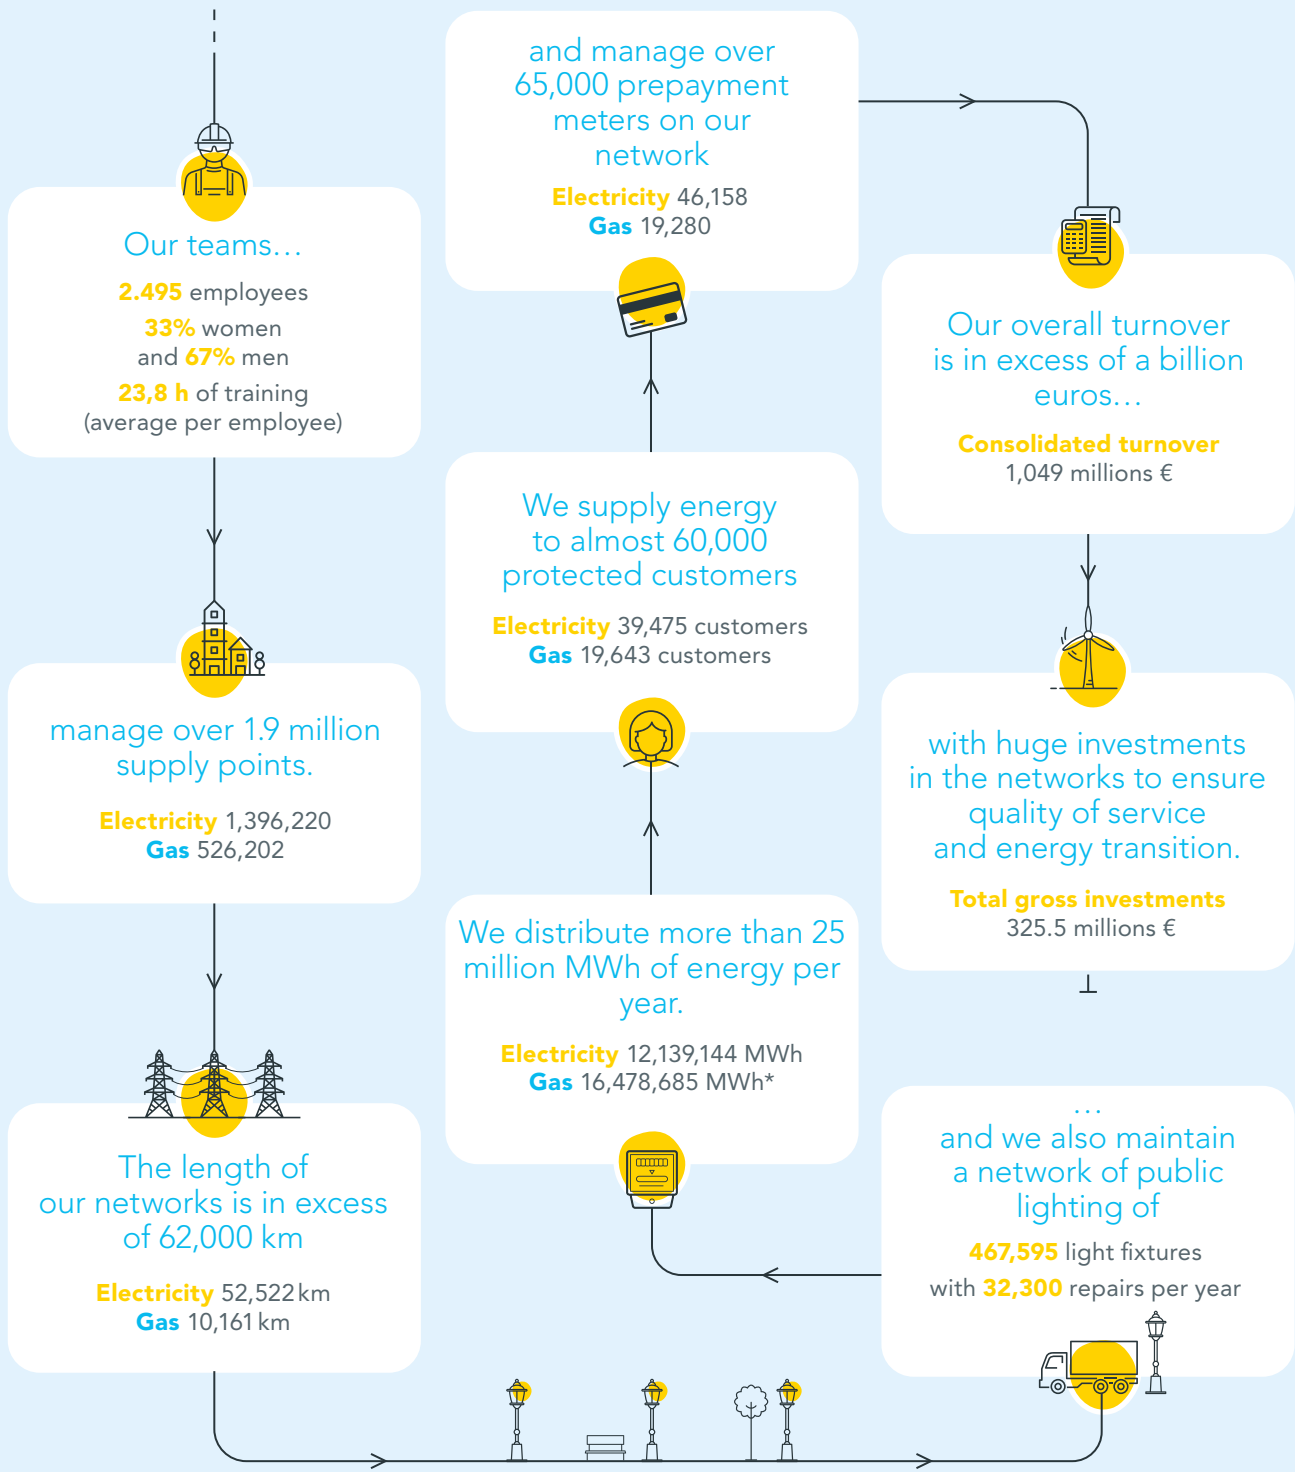 Our teams…
2.495 employees
33% women
and 67% men
23,8 h of training
(average per employee)
manage over 1.9 million
supply points.
Electricity 1,396,220
Gas 526,202
The length of
our networks is in excess
of 62,000 km
Electricity 52,522 km
Gas 10,161 km
…
and we also maintain
a network of public
lighting of
467,595 light fixtures
with 32,300 repairs per year
We distribute more than 25
million MWh of energy per
year.
Electricity 12,139,144 MWh
Gas 16,478,685 MWh*
We supply energy
to almost 60,000
protected customers
Electricity 39,475 customers
Gas 19,643 customers
and manage over
65,000 prepayment
meters on our
network
Electricity 46,158
Gas 19,280
Our overall turnover
is in excess of a billion
euros…
Consolidated turnover
1,049 millions €
with huge investments
in the networks to ensure
quality of service
and energy transition.
Total gross investments
325.5 millions €